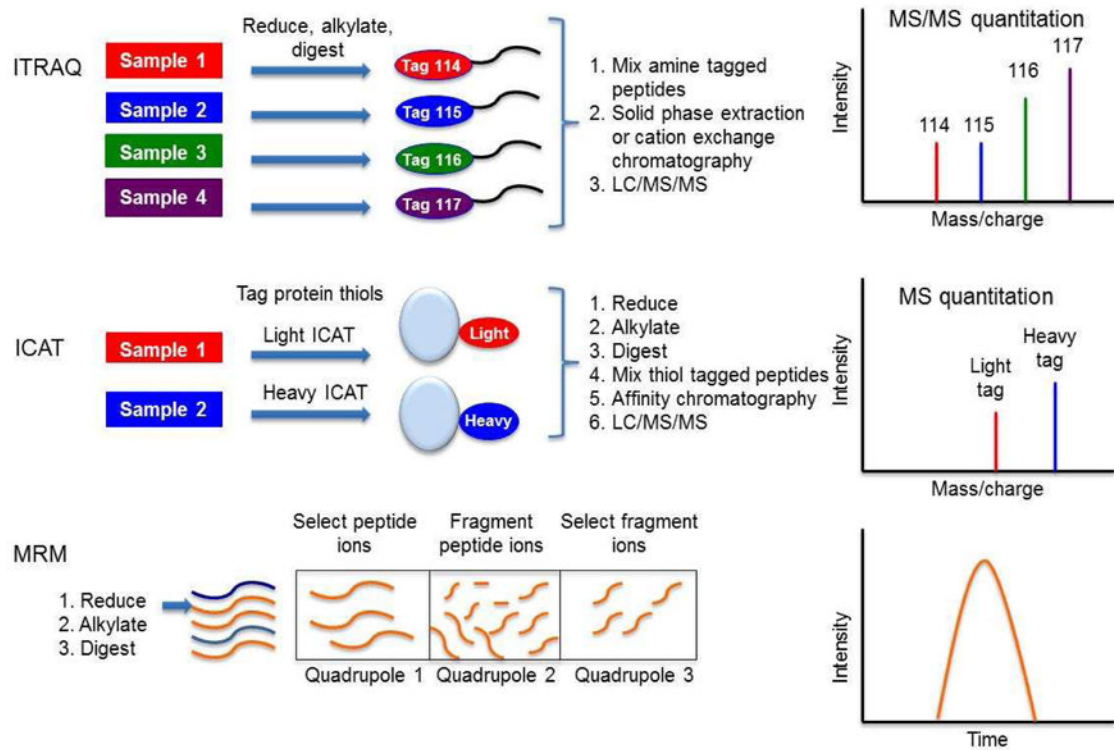 ITRAQ
Sample 1
Sample 2
Sample 3
Sample 4
Reduce, alkylate,
digest
Tag 114
Tag 115
Tag 116
Tag 117
1. Mix amine tagged
peptides
2. Solid phase extraction
or cation exchange
chromatography
3. LC/MS/MS
MS/MS quantitation
Intensity
114
115
116
117
Mass/charge
ICAT
Sample 1
Sample 2
Tag protein thiols
Light ICAT
Heavy ICAT
Light
Heavy
1. Reduce
2. Alkylate
3. Digest
4. Mix thiol tagged peptides
5. Affinity chromatography
6. LC/MS/MS
MS quantitation
Intensity
Light
tag
Heavy
tag
Mass/charge
MRM
1. Reduce
2. Alkylate
3. Digest
Select peptide
ions
Fragment
peptide ions
Select fragment
ions
Quadrupole 1
Quadrupole 2
Quadrupole 3
Intensity
Time